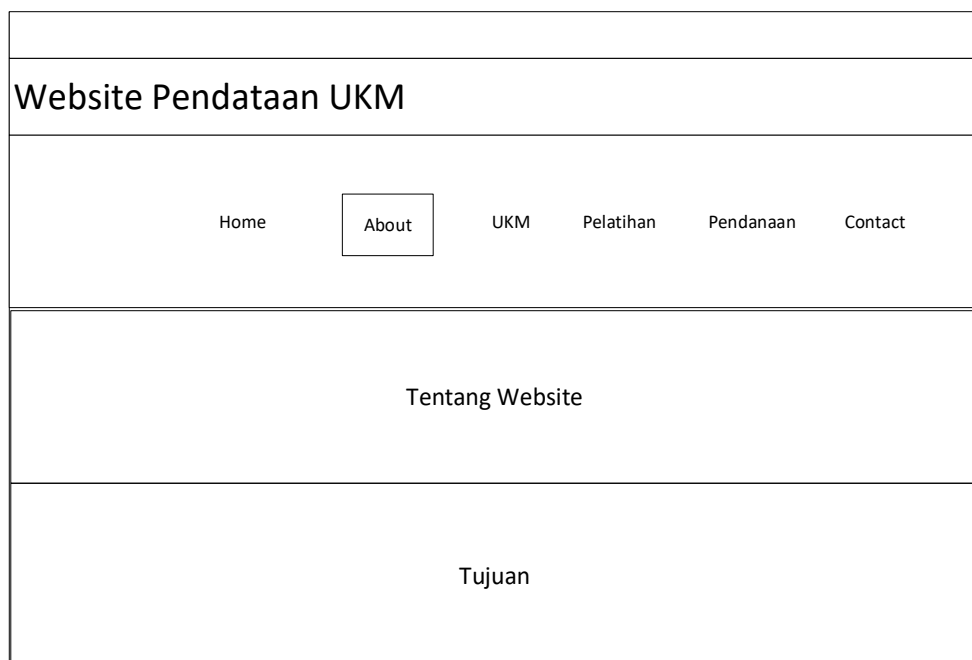 Website Pendataan UKM
Home About UKM Pelatihan Pendanaan Contact
Tentang Website
Tujuan